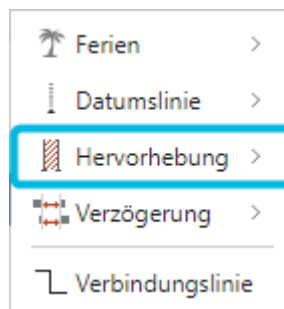 Ferien
Datumslinie
Hervorhebung
Verzögerung
Verbindungslinie